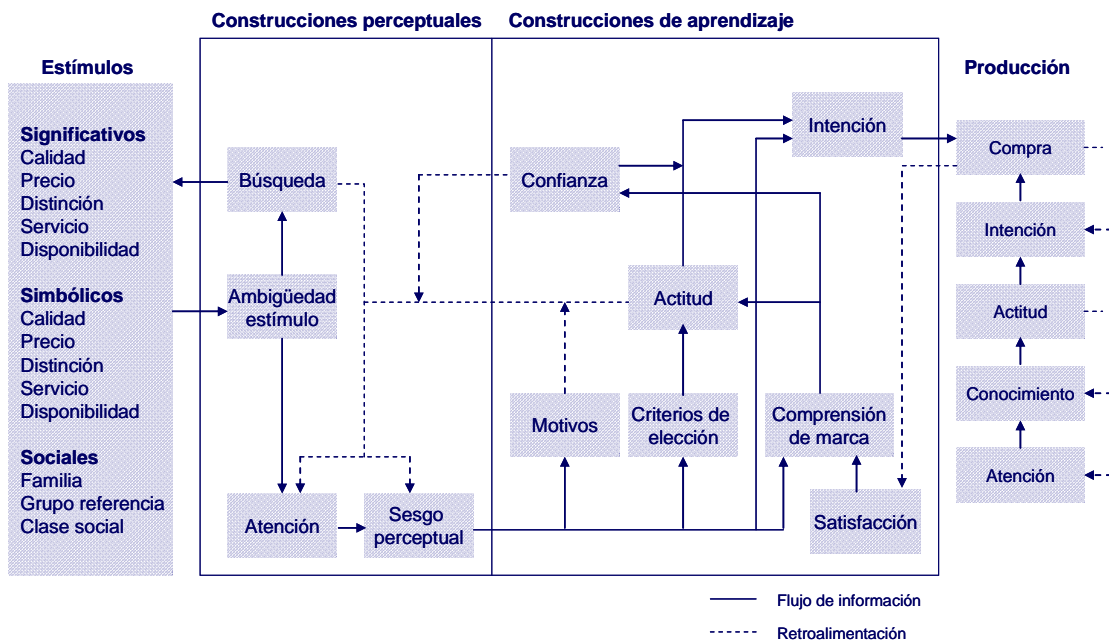 Construcciones perceptuales
Construcciones de aprendizaje
Estímulos
Producción
Significativos
Calidad
Precio
Distinción
Servicio
Disponibilidad
Simbólicos
Calidad
Precio
Distinción
Servicio
Disponibilidad
Sociales
Familia
Grupo referencia
Clase social
Búsqueda
Ambigüedad
estímulo
Atención
Sesgo
perceptual
Confianza
Intención
Actitud
Motivos
Criterios de
elección
Comprensión
de marca
Satisfacción
Compra
Intención
Actitud
Conocimiento
Atención
Flujo de información
Retroalimentación